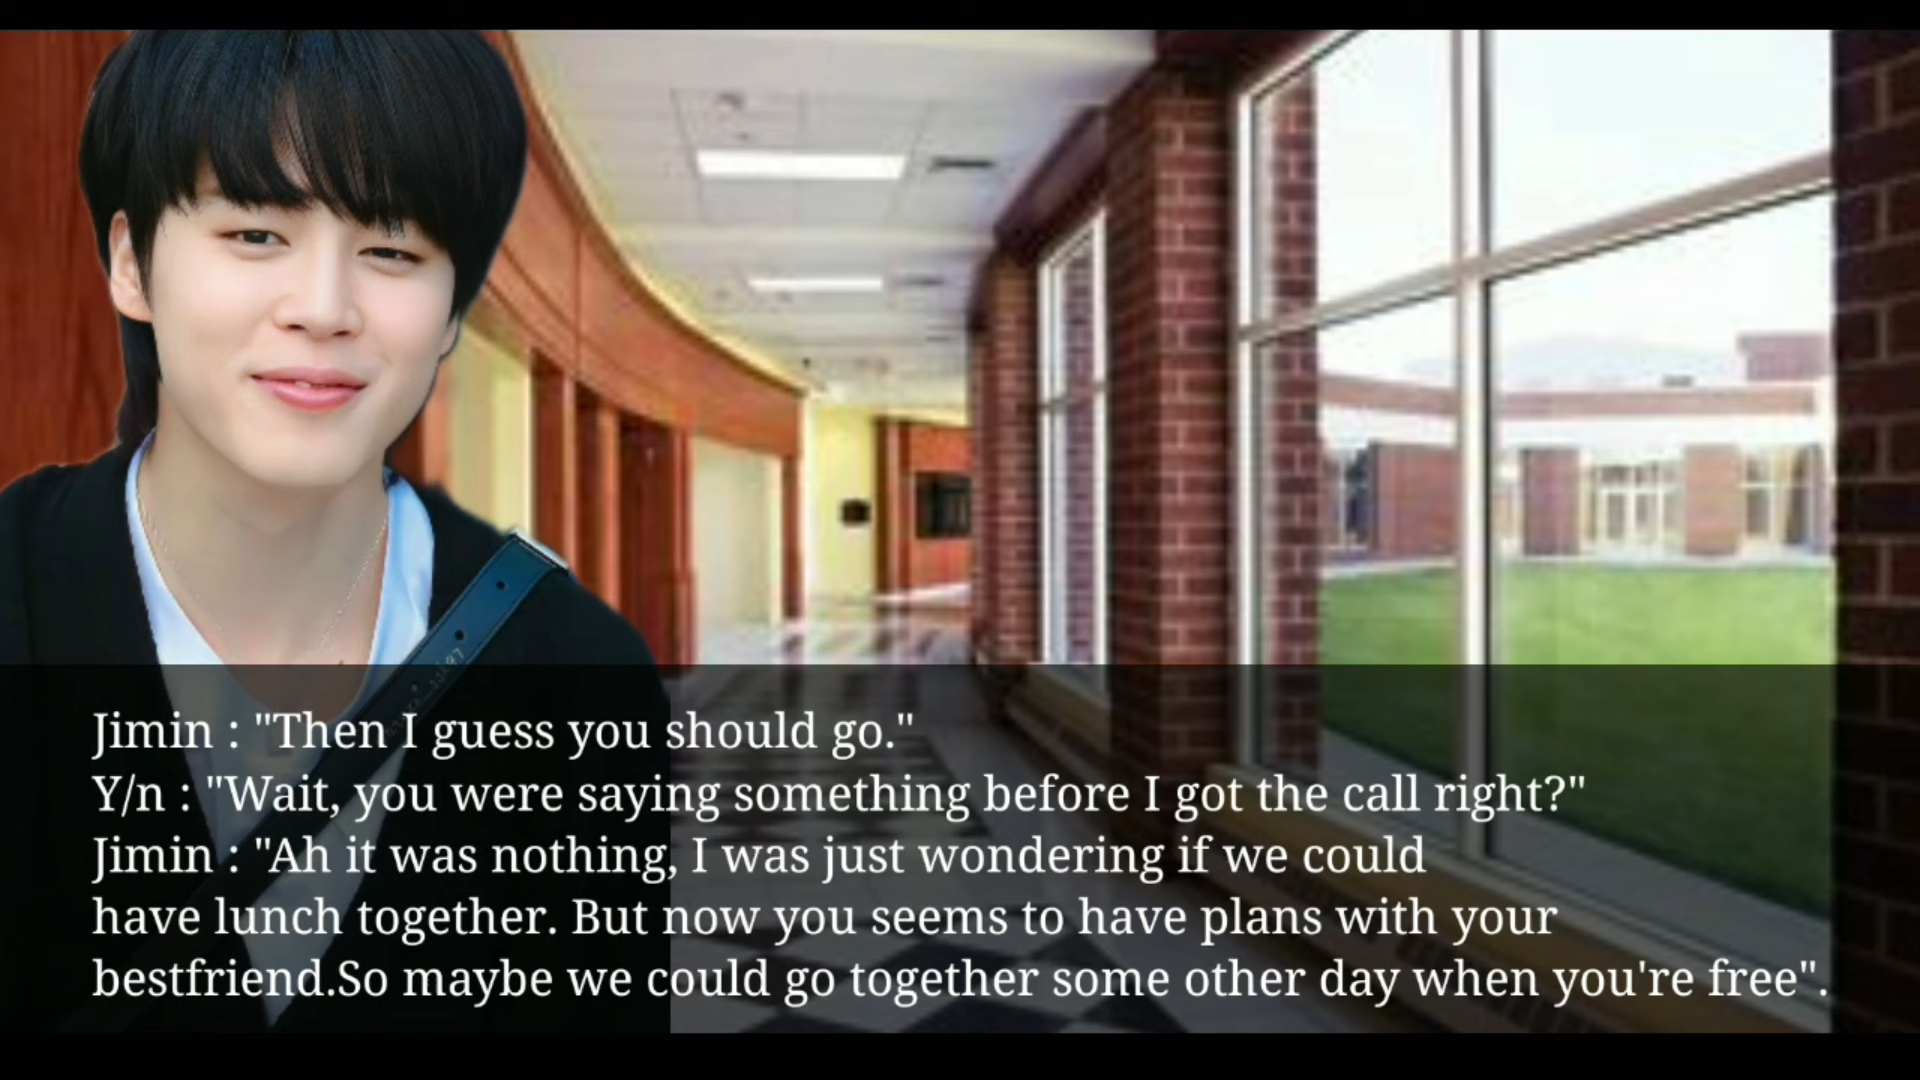 Jimin : "Then I guess you should go."
Y/n : "Wait, you were saying something before I got the call right?"
Jimin : "Ah it was nothing, I was just wondering if we could
have lunch together. But now you seems to have plans with your
bestfriend.So maybe we could go together some other day when you're free".